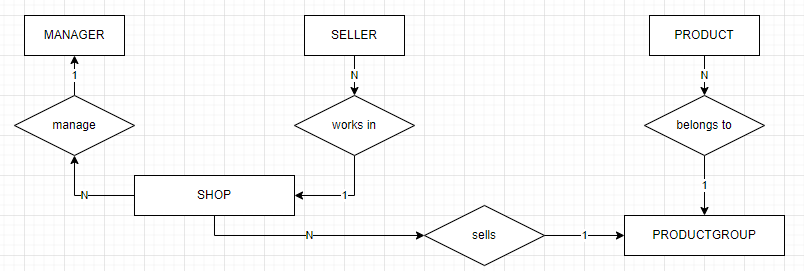 MANAGER
SELLER
PRODUCT
1
N
N
manage
works in
belongs to
N
SHOP
1
1
N
sells
1
PRODUCTGROUP